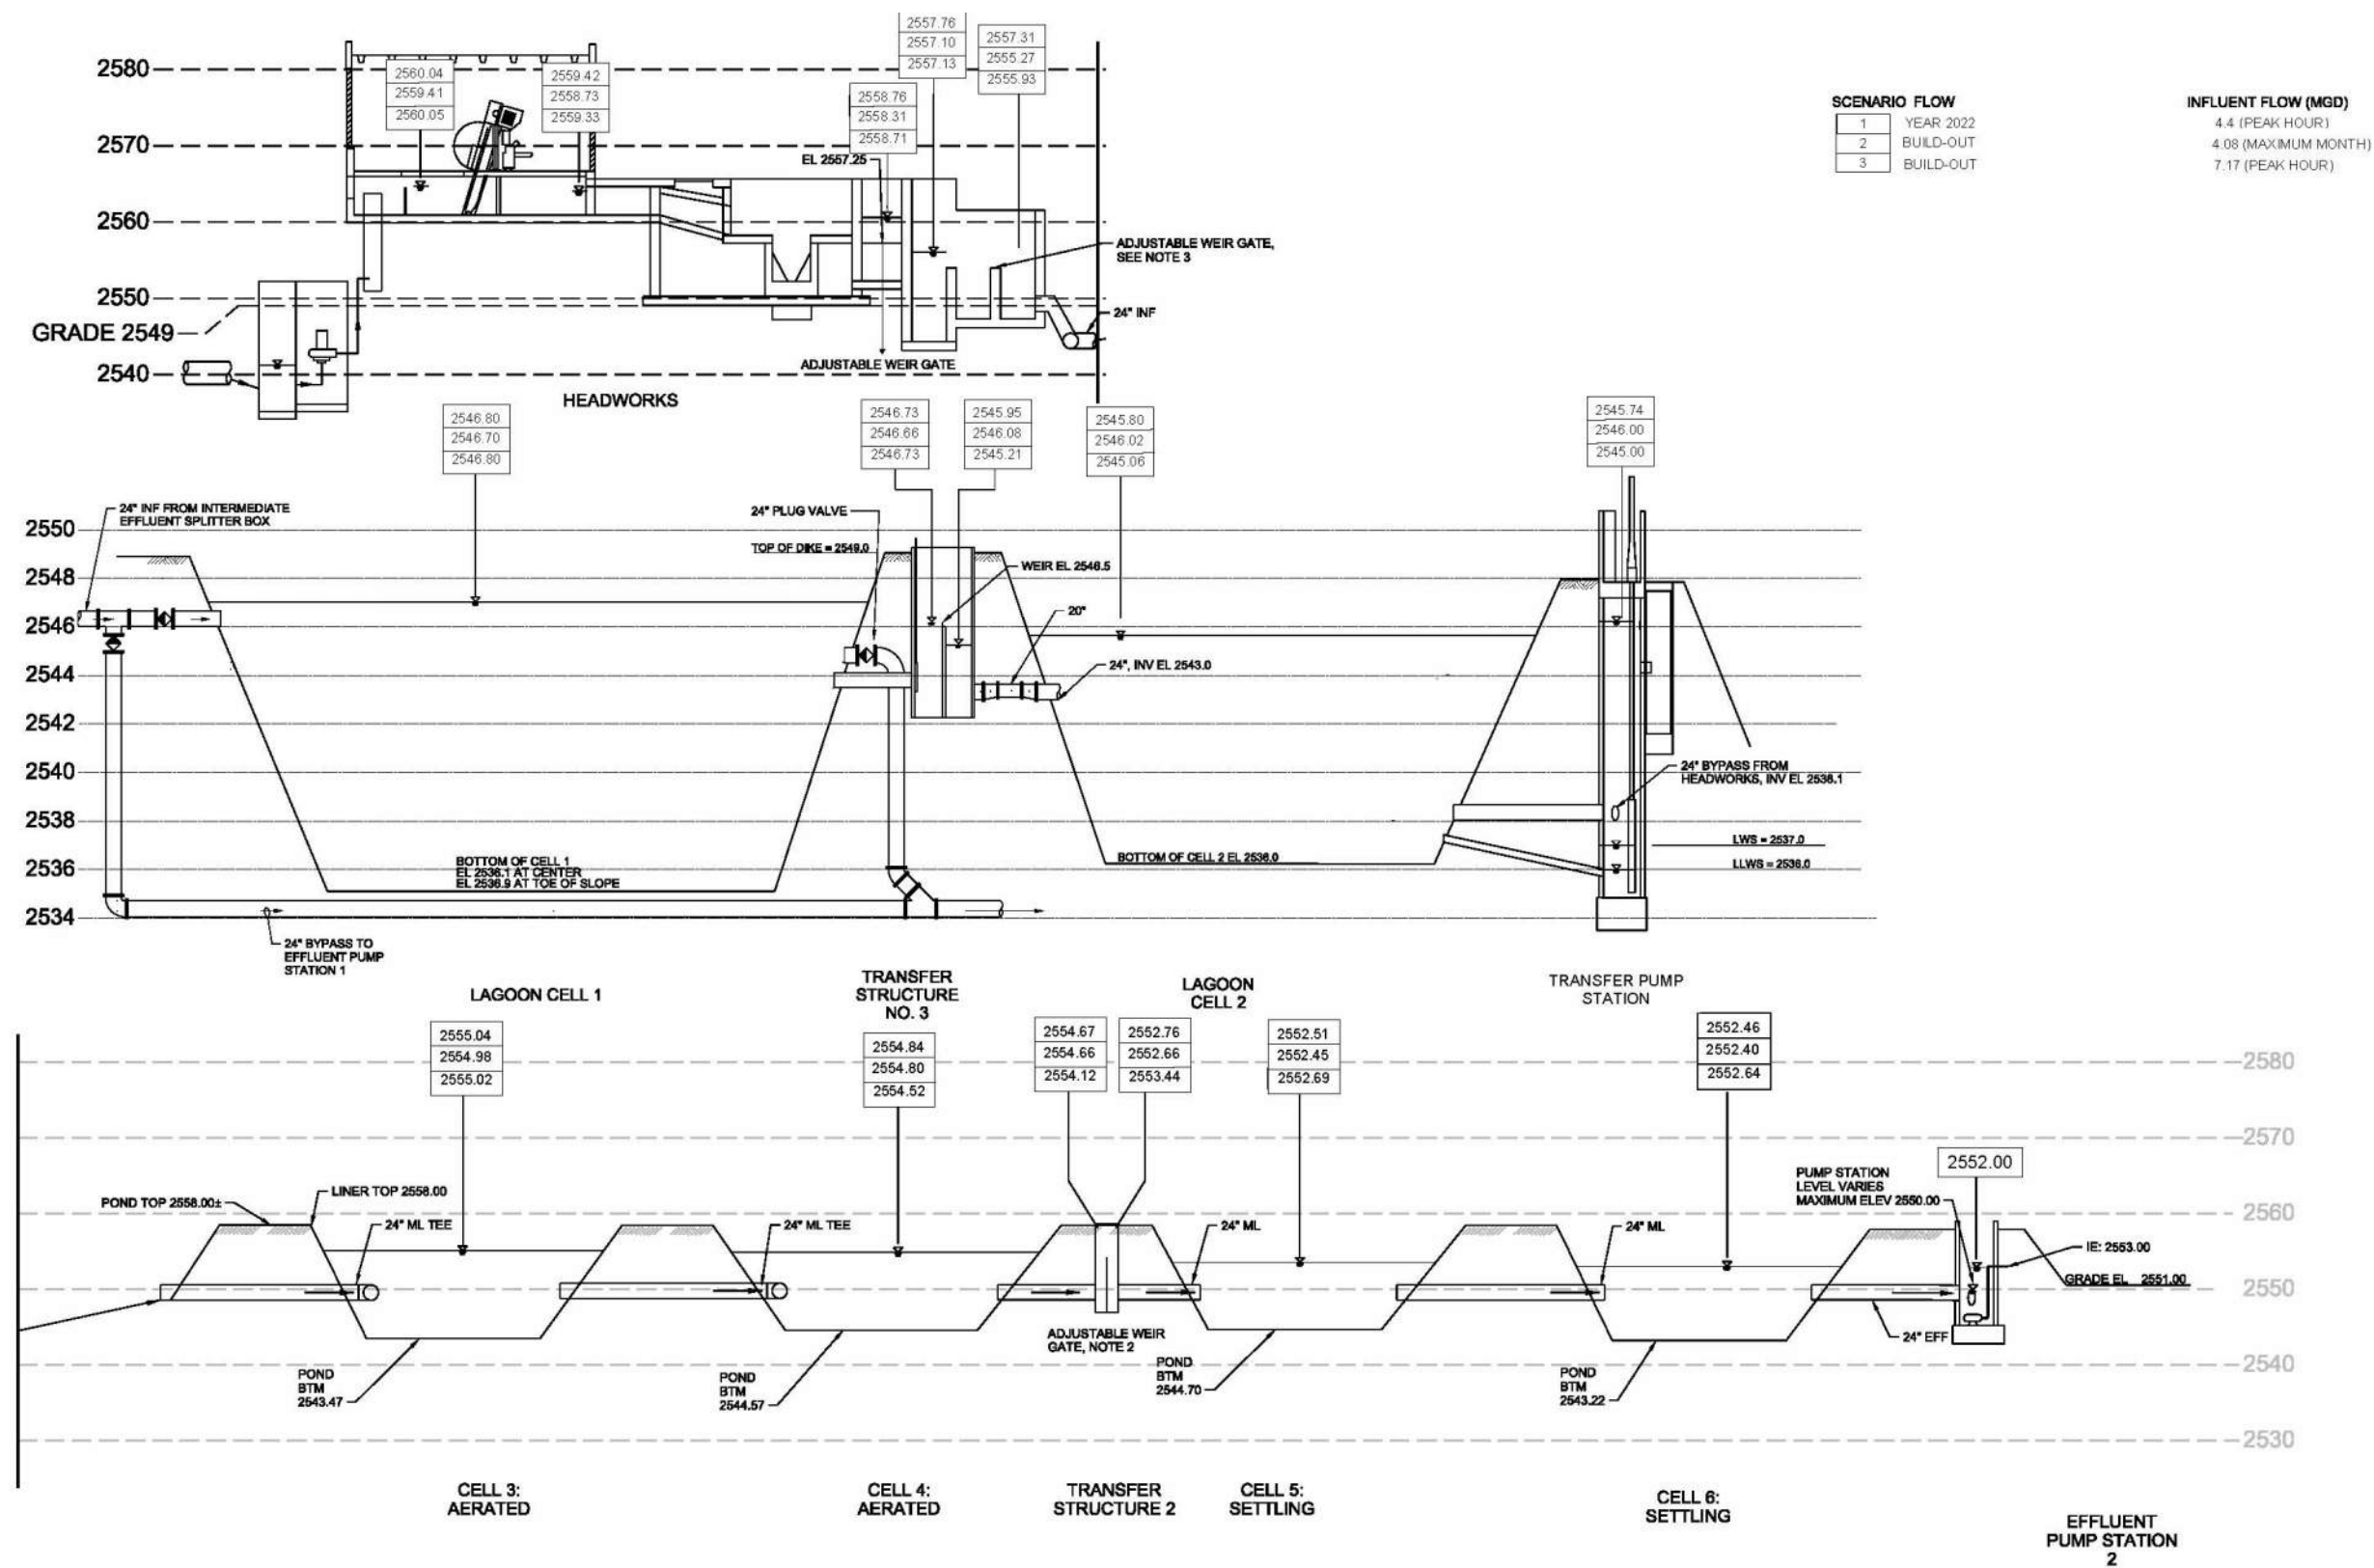 2557.76
2557.10
2557.13
2557.31
2555.27
2555.93
2580
2560.04
2559.41
2560.05
2559.42
2558.73
2559.33
2558.76
2558.31
2558.71
SCENARIO FLOW
INFLUENT FLOW (MGD)
1 YEAR 2022
4.4 (PEAK HOUR)
2 BUILD-OUT
4.08 (MAXIMUM MONTH)
3 BUILD-OUT
7.17 (PEAK HOUR)
2570
EL 2557.25
2560
ADJUSTABLE WEIR GATE,
SEE NOTE 3
2550
24" INF
GRADE 2549
2540
ADJUSTABLE WEIR GATE
HEADWORKS
2546.80
2546.70
2546.80
2546.73
2546.66
2546.73
2545.95
2546.08
2545.21
2545.80
2546.02
2545.06
2545.74
2546.00
2545.00
24" INF FROM INTERMEDIATE
EFFLUENT SPLITTER BOX
24" PLUG VALVE
2550
TOP OF DIKE = 2549.0
WEIR EL 2546.5
2548
20"
2546
24", INV EL 2543.0
2544
2542
2540
24" BYPASS FROM
HEADWORKS, INV EL 2538.1
2538
LWS = 2537.0
BOTTOM OF CELL 1
EL 2536.1 AT CENTER
EL 2536.9 AT TOE OF SLOPE
BOTTOM OF CELL 2 EL 2536.0
2536
LLWS = 2536.0
2534
24" BYPASS TO
EFFLUENT PUMP
STATION 1
LAGOON CELL 1
TRANSFER
STRUCTURE
NO. 3
LAGOON
CELL 2
TRANSFER PUMP
STATION
2555.04
2554.98
2555.02
2554.84
2554.80
2554.52
2554.67
2554.66
2554.12
2552.76
2552.66
2553.44
2552.51
2552.45
2552.69
2552.46
2552.40
2552.64
2580
2570
2552.00
PUMP STATION
LEVEL VARIES
MAXIMUM ELEV 2550.00
POND TOP 2558.00±
LINER TOP 2558.00
24" ML TEE
24" ML TEE
24" ML
24" ML
2560
IE: 2553.00
GRADE EL 2551.00
2550
24" EFF
ADJUSTABLE WEIR
GATE, NOTE 2
POND
BTM
2543.47
POND
BTM
2544.57
POND
BTM
2544.70
POND
BTM
2543.22
2540
2530
CELL 3:
AERATED
CELL 4:
AERATED
TRANSFER
STRUCTURE 2
CELL 5:
SETTLING
CELL 6:
SETTLING
EFFLUENT
PUMP STATION
2